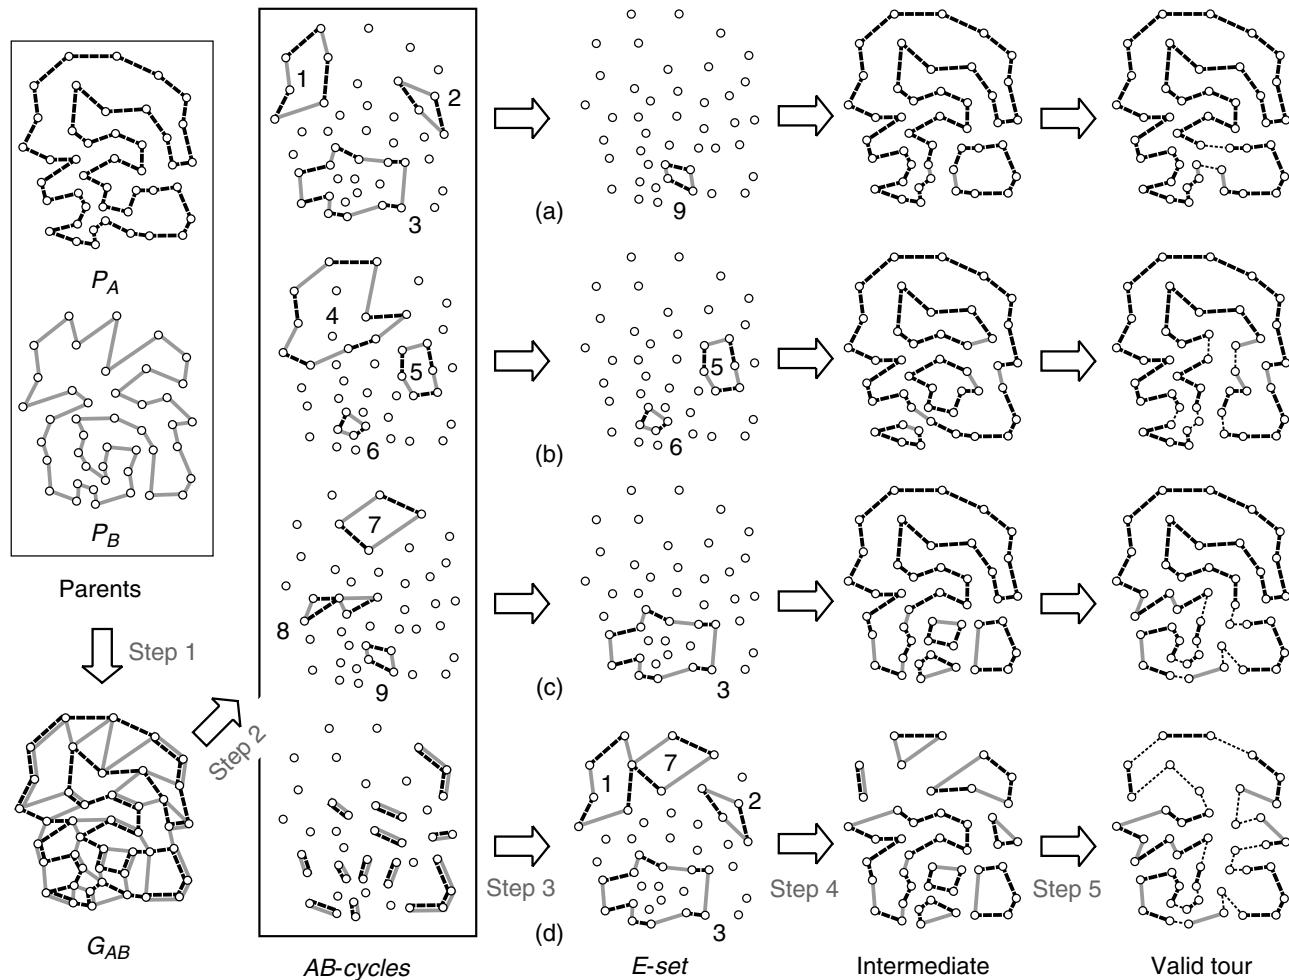 1
2
3
(a)
9
P_A
4
5
6
(b)
5
6
P_B
Parents
Step 1
7
8
9
(c)
3
Step 2
1
7
2
3
(d)
Step 3
Step 4
Step 5
G_AB
AB-cycles
E-set
Intermediate
Valid tour